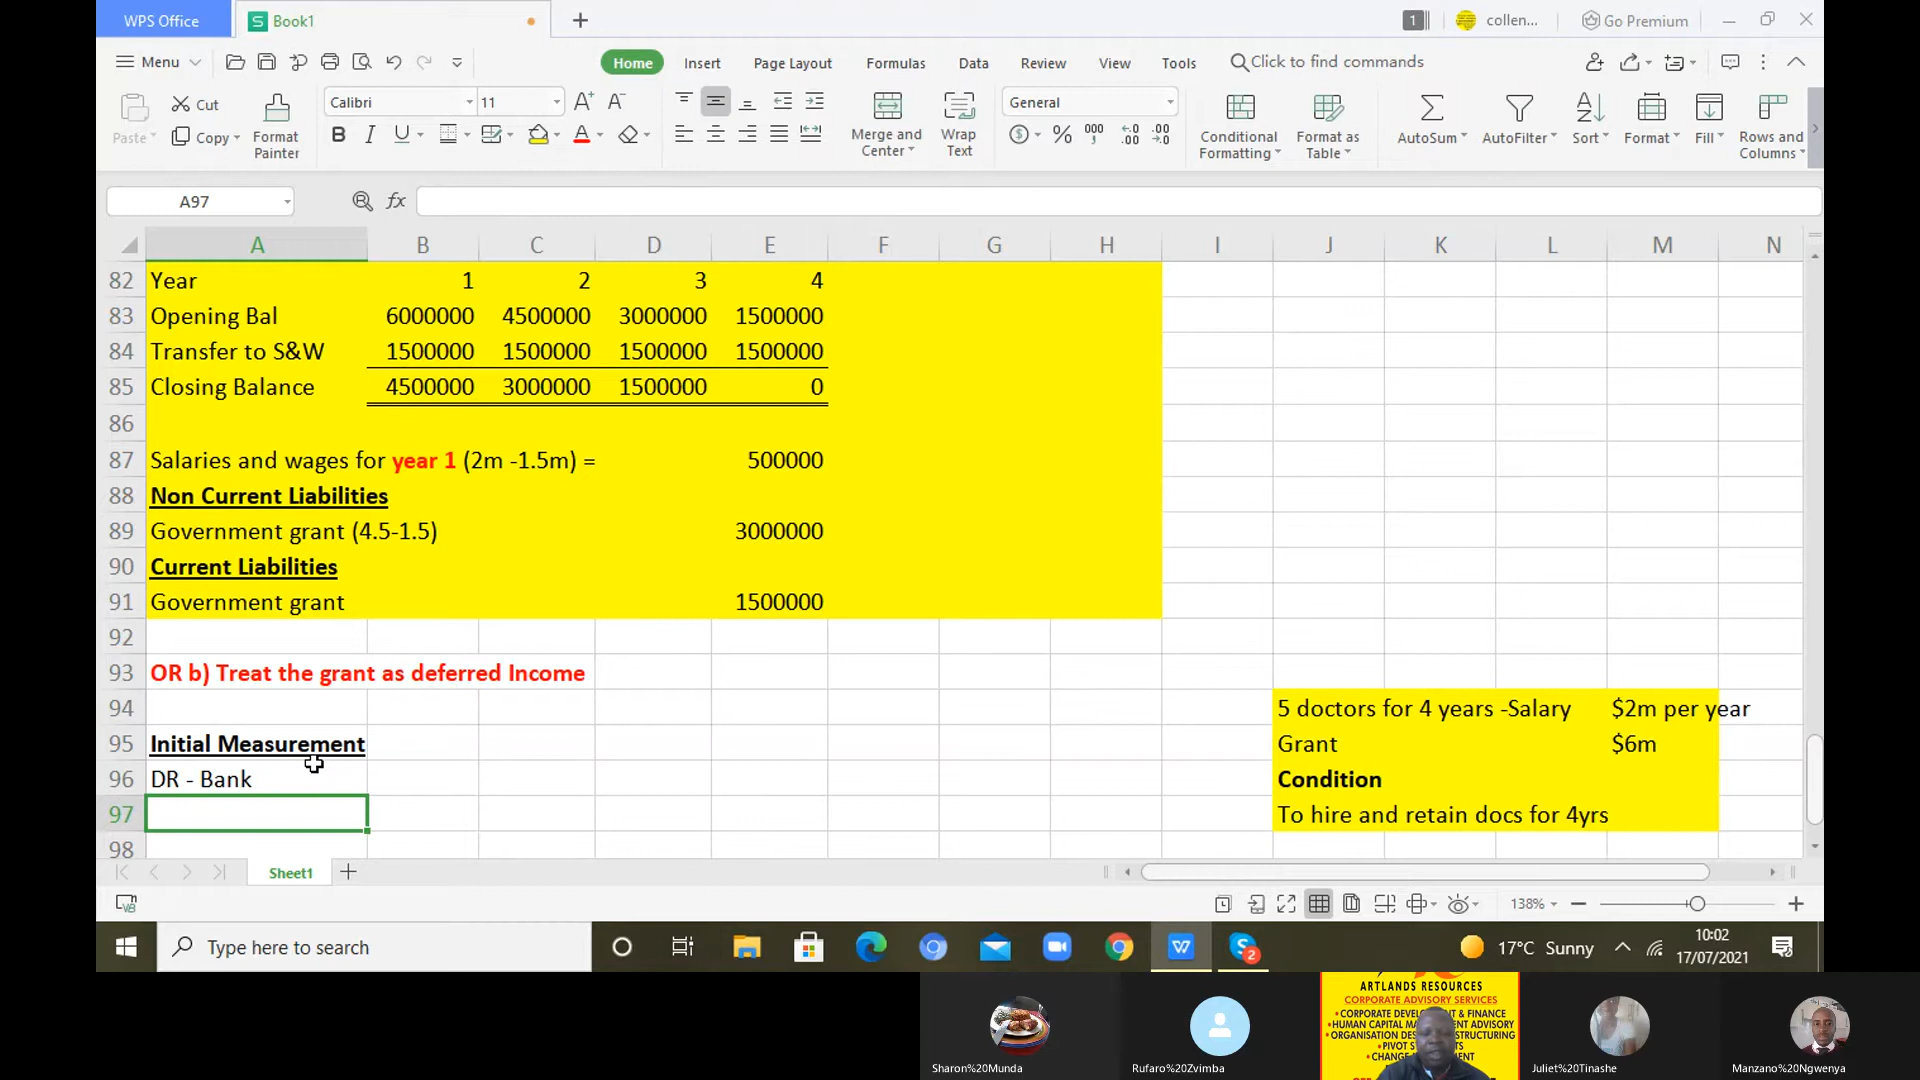 WPS Office
Book1
1
collen...
Go Premium
Menu
Home
Insert
Page Layout
Formulas
Data
Review
View
Tools
Click to find commands
Paste
Cut
Copy
Format Painter
Calibri
11
Merge and Center
Wrap Text
General
Conditional Formatting
Format as Table
AutoSum
AutoFilter
Sort
Format
Fill
Rows and Columns
A97
A B C D E F G H I J K L M N
82 Year 1 2 3 4
83 Opening Bal 6000000 4500000 3000000 1500000
84 Transfer to S&W 1500000 1500000 1500000 1500000
85 Closing Balance 4500000 3000000 1500000 0
86
87 Salaries and wages for year 1 (2m -1.5m) = 500000
88 Non Current Liabilities
89 Government grant (4.5-1.5) 3000000
90 Current Liabilities
91 Government grant 1500000
92
93 OR b) Treat the grant as deferred Income
94 5 doctors for 4 years -Salary $2m per year
95 Initial Measurement Grant $6m
96 DR - Bank Condition
97 To hire and retain docs for 4yrs
98
Sheet1
138%
Type here to search
2
17°C Sunny
10:02
17/07/2021
ARTLANDS RESOURCES
CORPORATE ADVISORY SERVICES
Sharon%20Munda
Rufaro%20Zvimba
Juliet%20Tinashe
Manzano%20Ngwenya